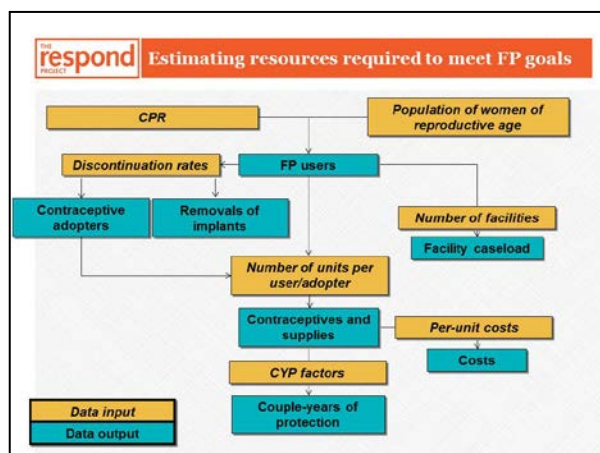 THE
respond
PROJECT
Estimating resources required to meet FP goals
CPR
Population of women of
reproductive age
Discontinuation rates
FP users
Contraceptive
adopters
Removals of
implants
Number of facilities
Facility caseload
Number of units per
user/adopter
Contraceptives and
supplies
Per-unit costs
Costs
CYP factors
Couple-years of
protection
Data input
Data output